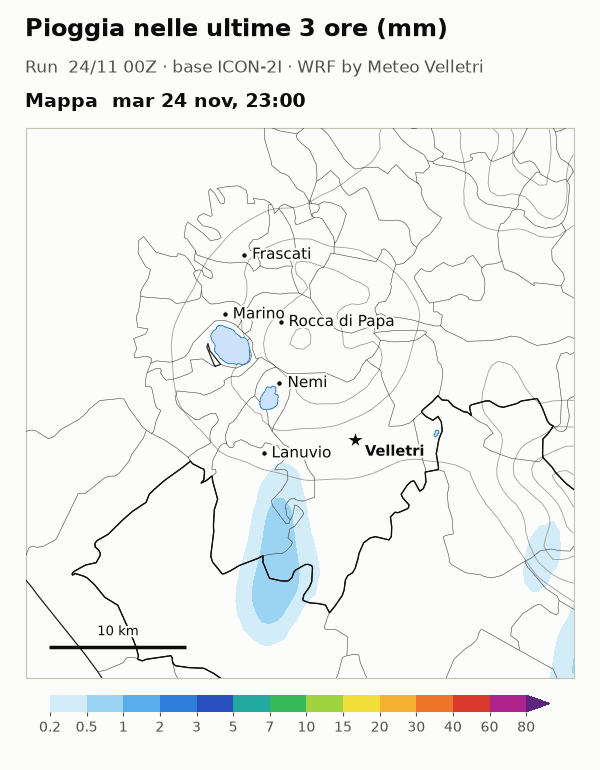 Pioggia nelle ultime 3 ore (mm)
Run  24/11 00Z · base ICON-2I · WRF by Meteo Velletri
Mappa  mar 24 nov, 23:00
Frascati
Marino
Rocca di Papa
Nemi
Velletri
Lanuvio
10 km
0.2 0.5 1 2 3 5 7 10 15 20 30 40 60 80